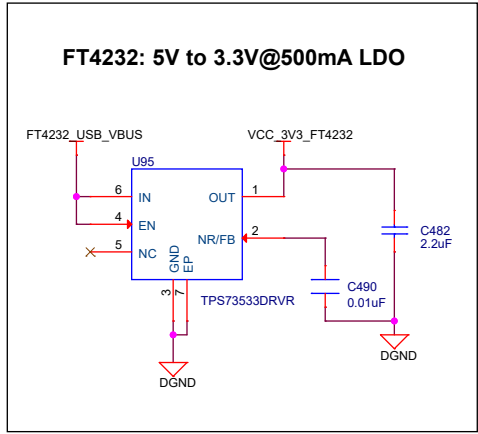 FT4232: 5V to 3.3V@500mA LDO
FT4232_USB_VBUS
VCC_3V3_FT4232
U95
6 IN OUT 1
4 EN NR/FB 2
5 NC
GND
EP
3
7
TPS73533DRVR
C482
2.2uF
C490
0.01uF
DGND
DGND